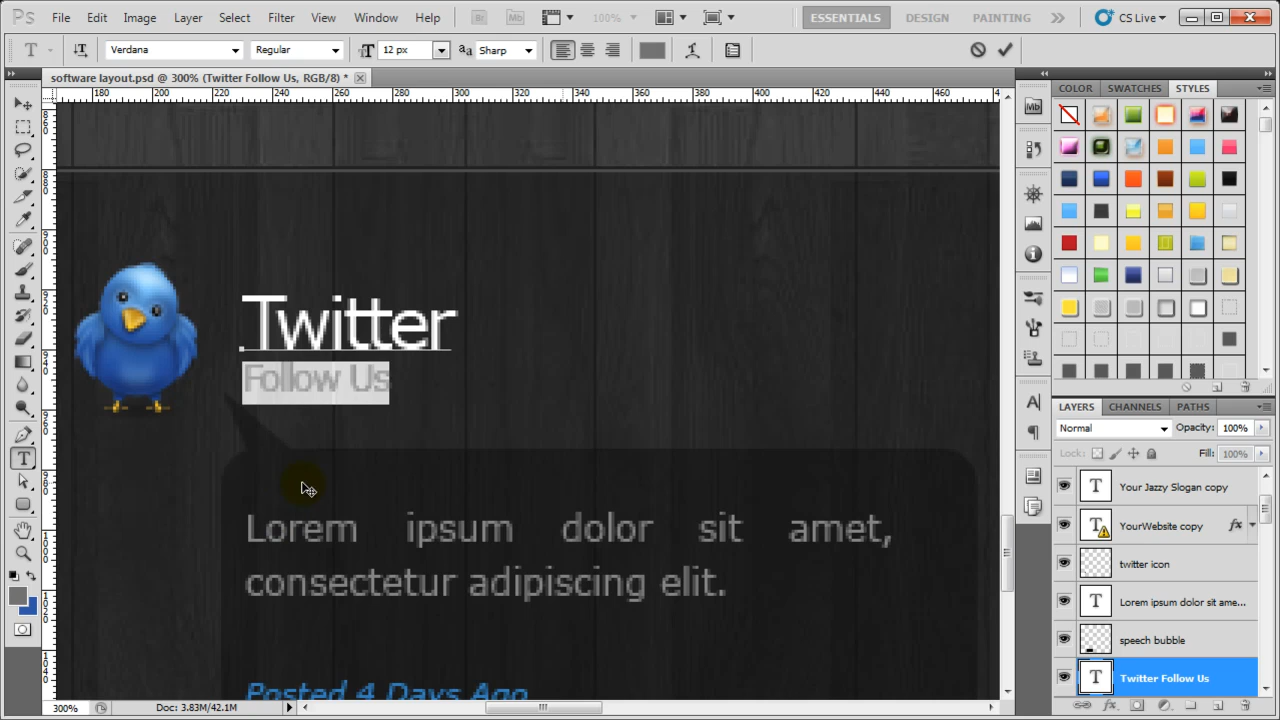 Ps File Edit Image Layer Select Filter View Window Help Br Mb 100% ESSENTIALS DESIGN PAINTING CS Live
T T Verdana Regular T 12 px aa Sharp
software layout.psd @ 300% (Twitter Follow Us, RGB/8) *
180 200 220 240 260 280 300 320 340 360 380 400 420 440 460
COLOR SWATCHES STYLES
Mb
Twitter
Follow Us
Lorem ipsum dolor sit amet,
consectetur adipiscing elit.
Posted 4 Days Ago
LAYERS CHANNELS PATHS
Normal Opacity: 100%
Lock: Fill: 100%
T Your Jazzy Slogan copy
T YourWebsite copy fx
twitter icon
T Lorem ipsum dolor sit ame...
speech bubble
T Twitter Follow Us
300% Doc: 3.83M/42.1M